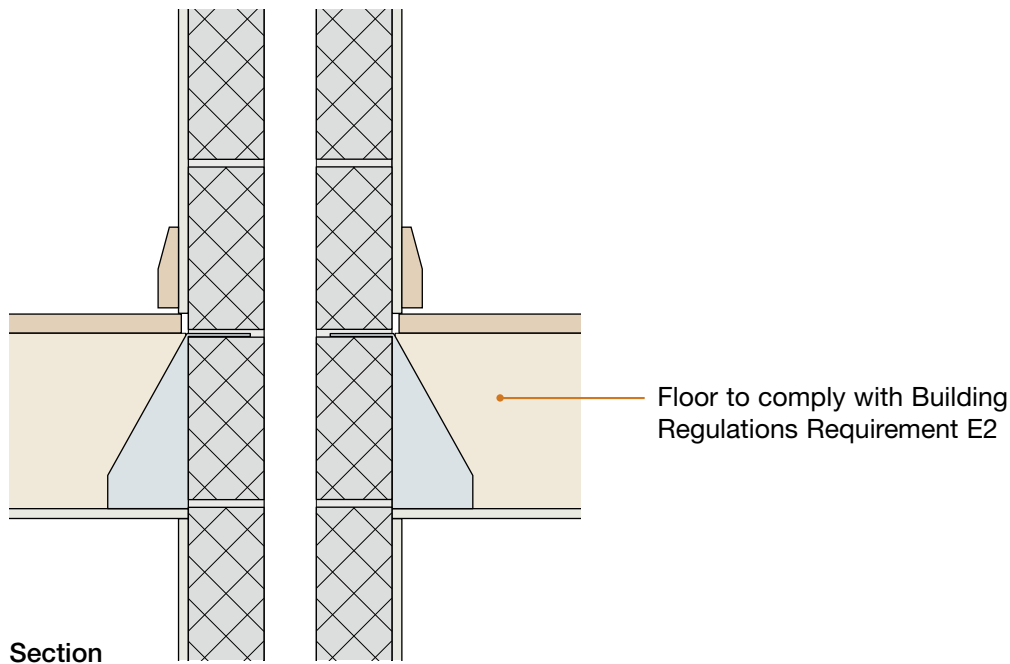 Floor to comply with Building
Regulations Requirement E2
Section